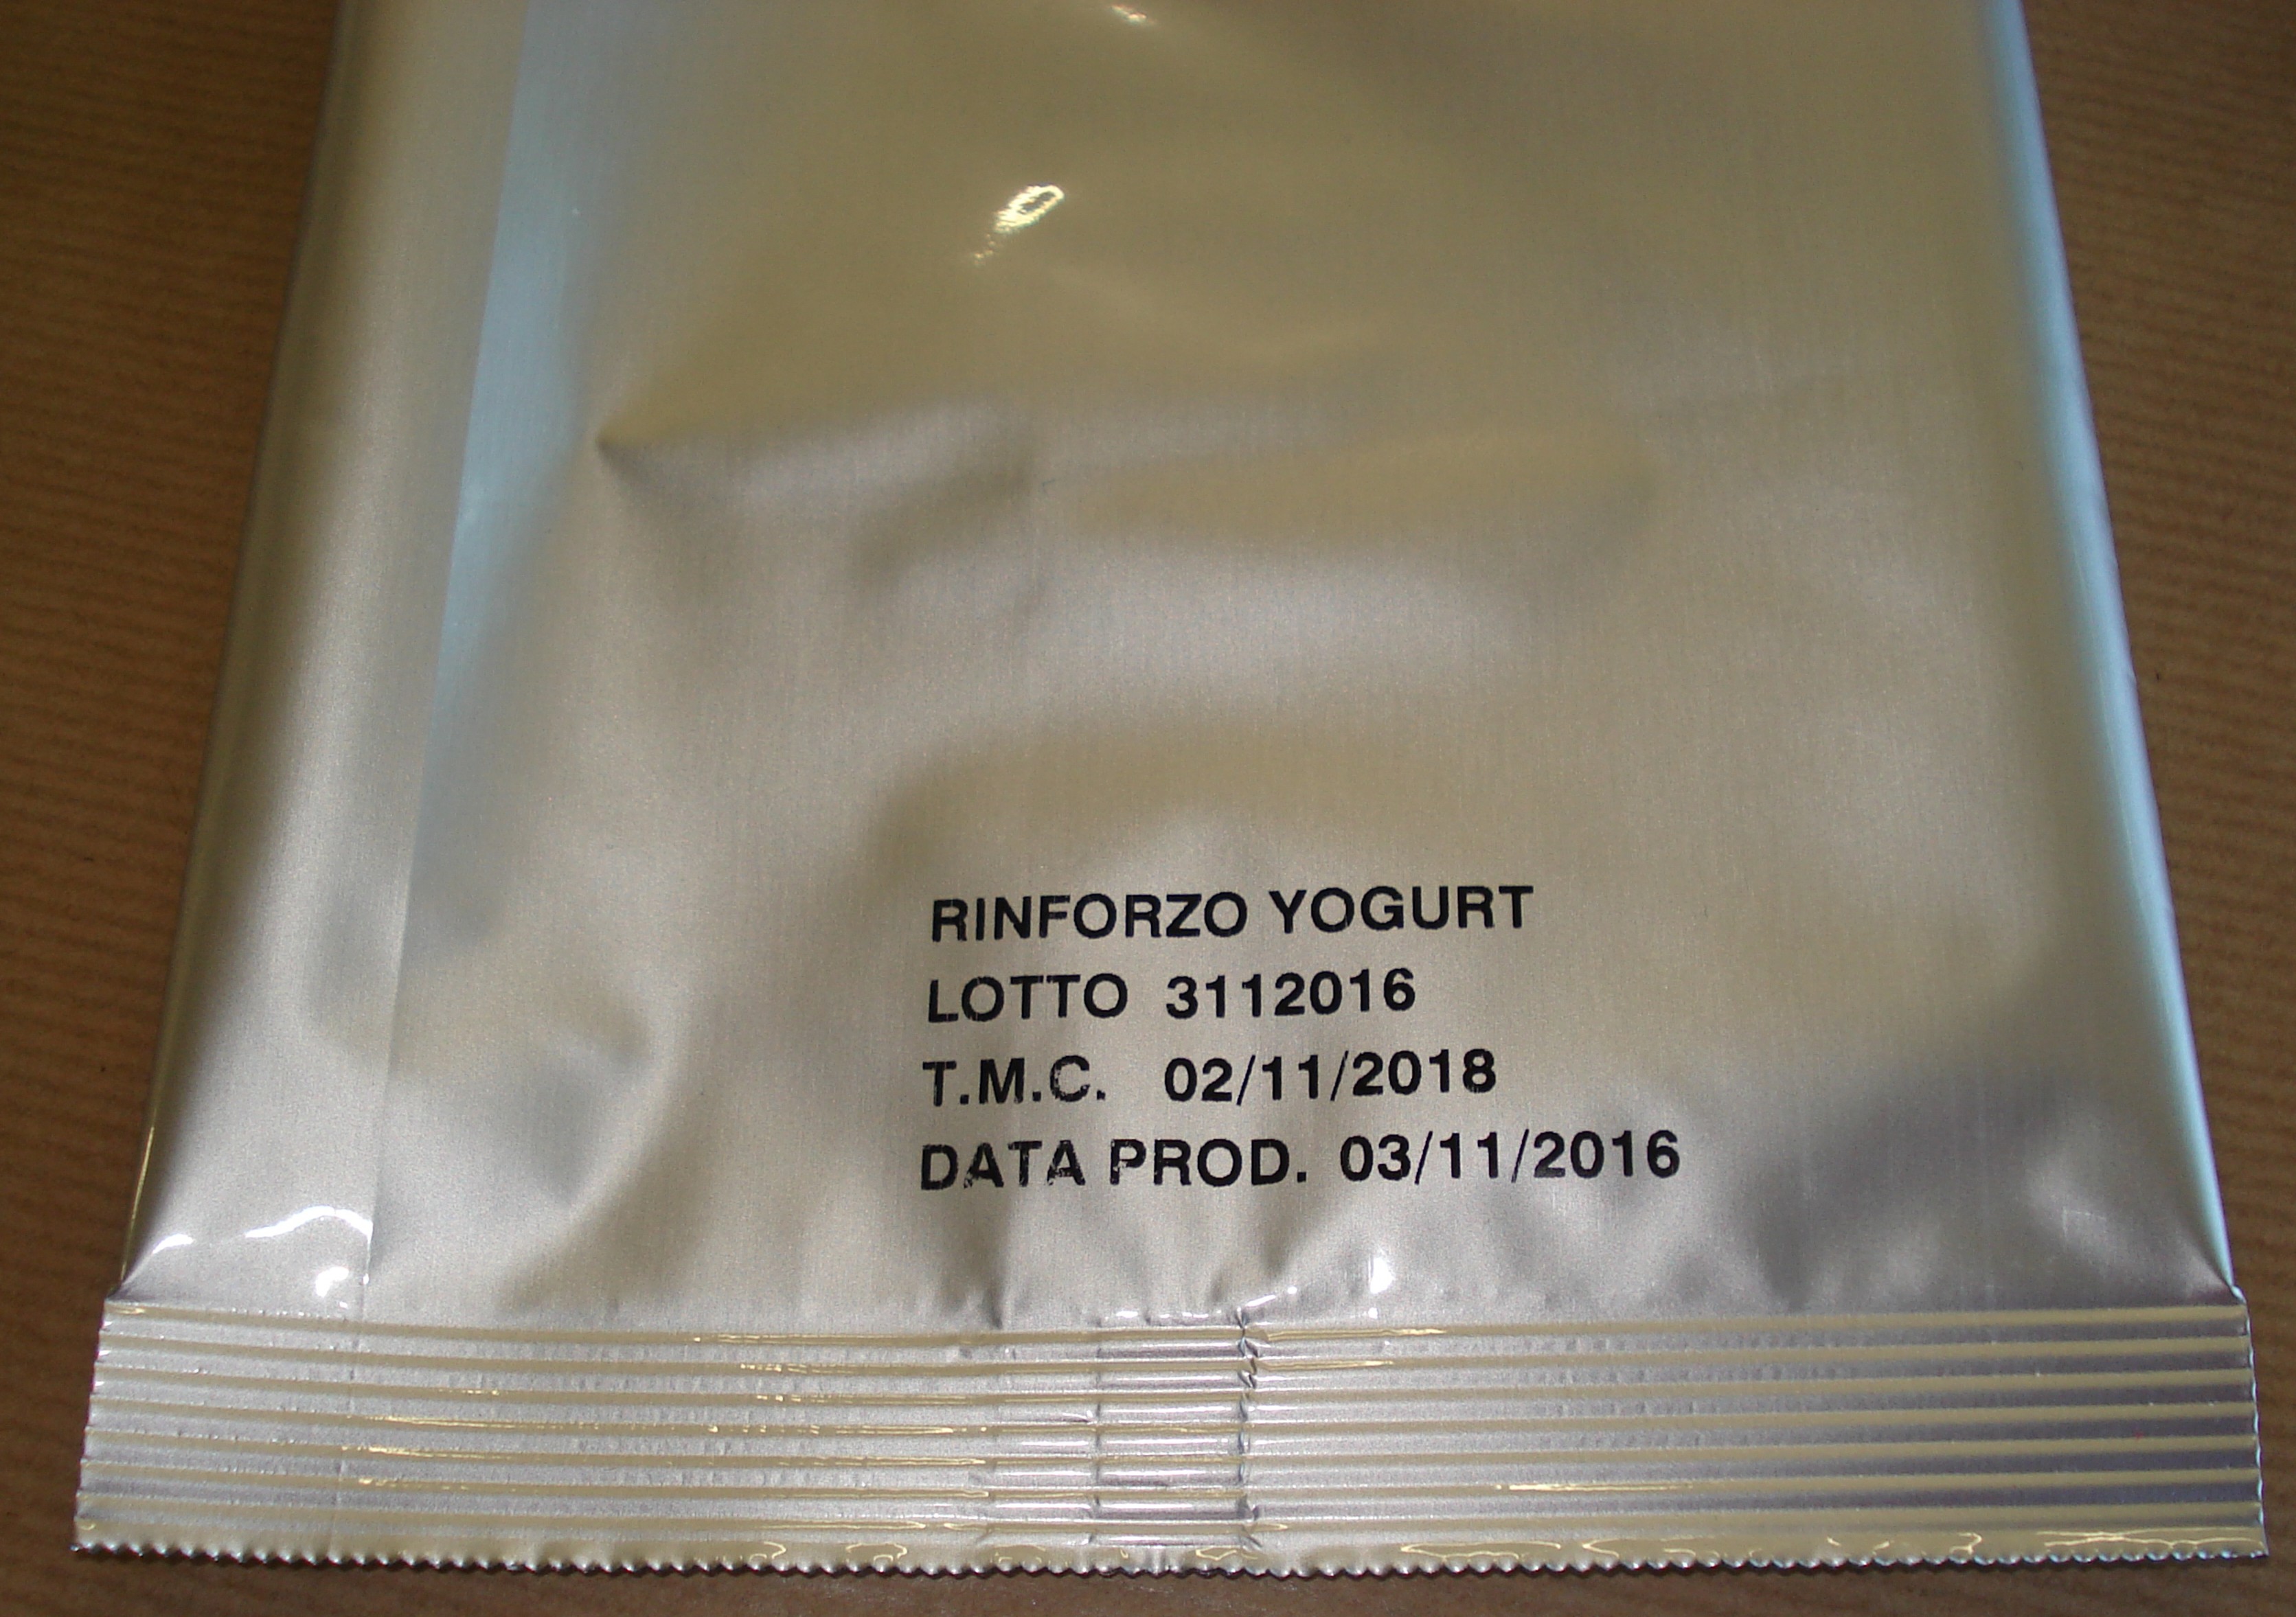 RINFORZO YOGURT
LOTTO 3112016
T.M.C. 02/11/2018
DATA PROD. 03/11/2016